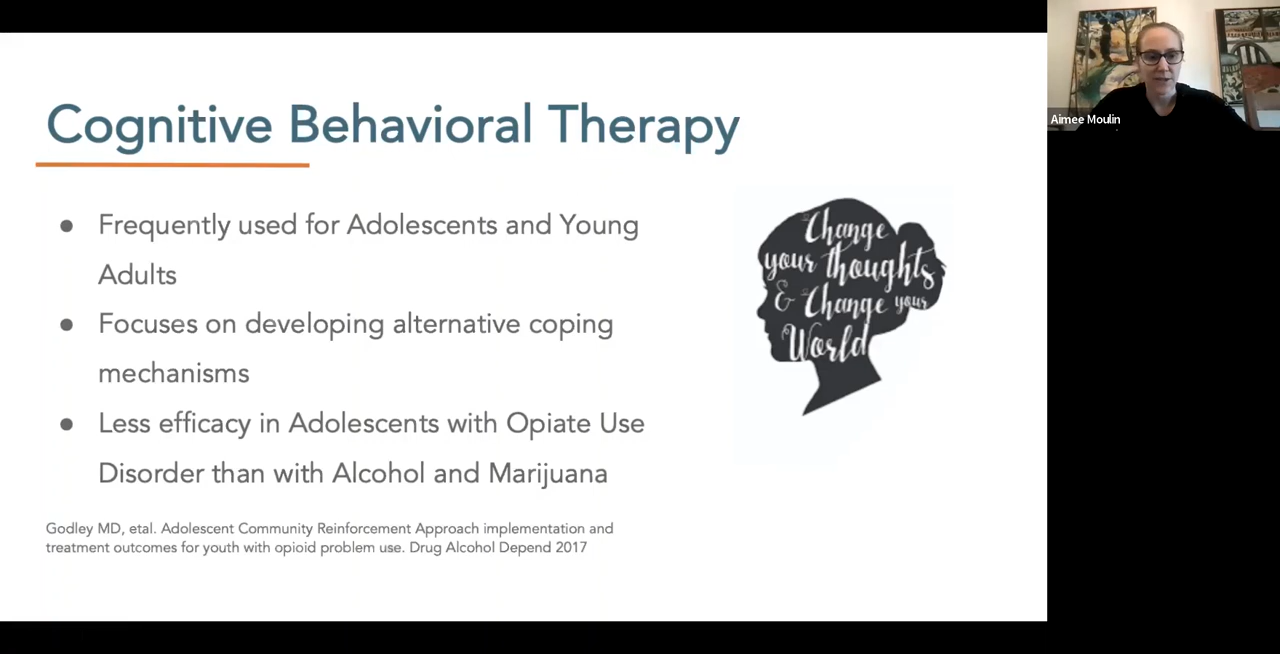 Cognitive Behavioral Therapy
● Frequently used for Adolescents and Young
Adults
● Focuses on developing alternative coping
mechanisms
● Less efficacy in Adolescents with Opiate Use
Disorder than with Alcohol and Marijuana
Godley MD, etal. Adolescent Community Reinforcement Approach implementation and
treatment outcomes for youth with opioid problem use. Drug Alcohol Depend 2017
Change
your thoughts
& Change your
World
Aimee Moulin